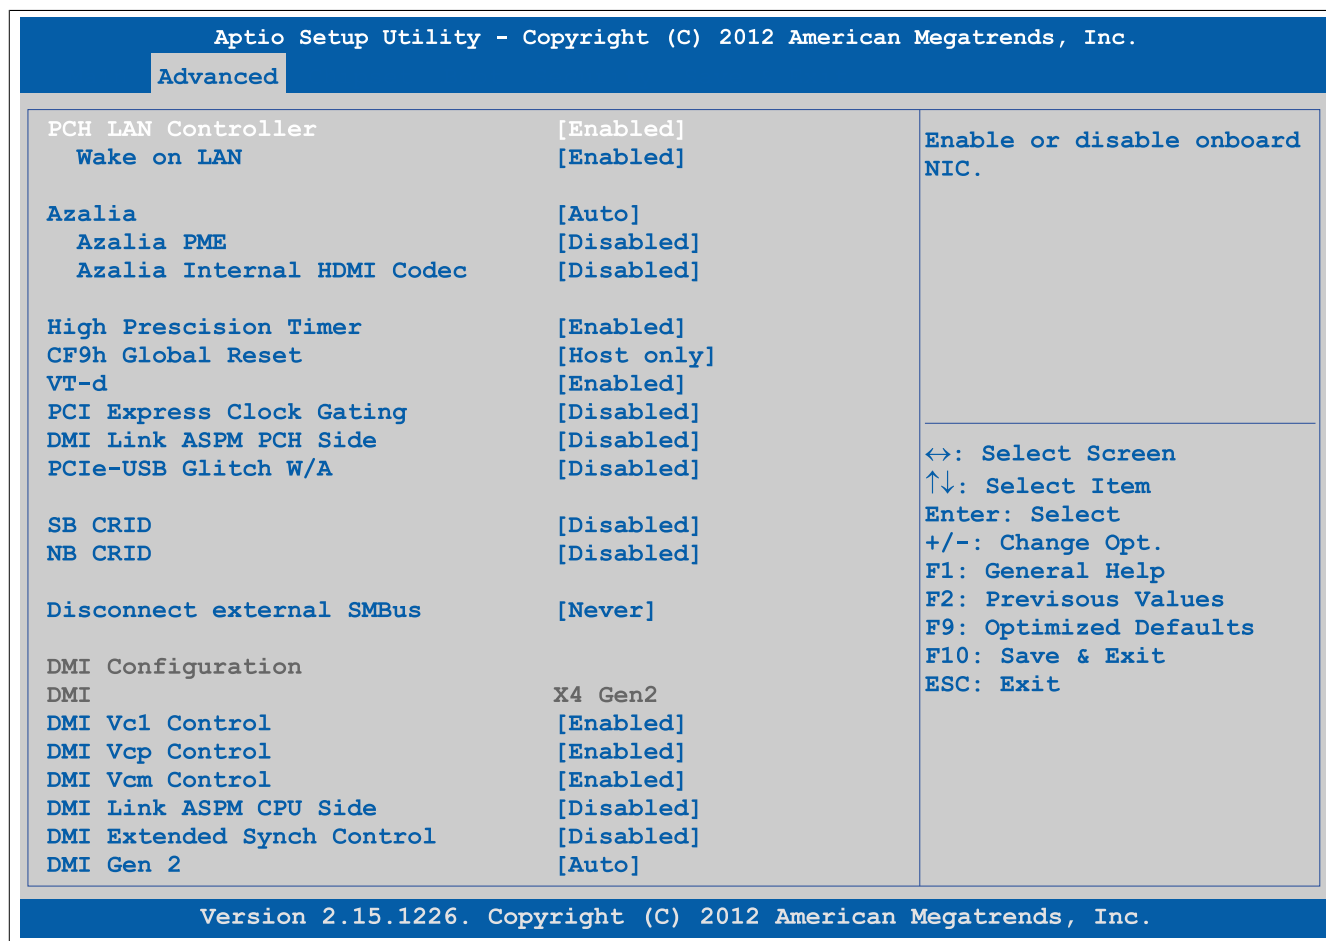 Aptio Setup Utility - Copyright (C) 2012 American Megatrends, Inc.
Advanced
PCH LAN Controller [Enabled]
Wake on LAN [Enabled]
Azalia [Auto]
Azalia PME [Disabled]
Azalia Internal HDMI Codec [Disabled]
High Prescision Timer [Enabled]
CF9h Global Reset [Host only]
VT-d [Enabled]
PCI Express Clock Gating [Disabled]
DMI Link ASPM PCH Side [Disabled]
PCIe-USB Glitch W/A [Disabled]
SB CRID [Disabled]
NB CRID [Disabled]
Disconnect external SMBus [Never]
DMI Configuration
DMI X4 Gen2
DMI Vc1 Control [Enabled]
DMI Vcp Control [Enabled]
DMI Vcm Control [Enabled]
DMI Link ASPM CPU Side [Disabled]
DMI Extended Synch Control [Disabled]
DMI Gen 2 [Auto]
Enable or disable onboard
NIC.
↔: Select Screen
↑↓: Select Item
Enter: Select
+/-: Change Opt.
F1: General Help
F2: Previsous Values
F9: Optimized Defaults
F10: Save & Exit
ESC: Exit
Version 2.15.1226. Copyright (C) 2012 American Megatrends, Inc.